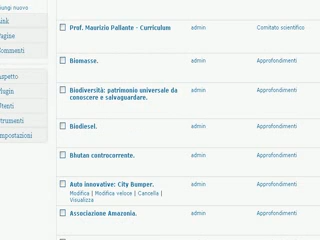 iungi nuovo
Link
Pagine
Commenti
Aspetto
Plugin
Utenti
Strumenti
Impostazioni
Prof. Maurizio Pallante - Curriculum admin Comitato scientifico
Biomasse. admin Approfondimenti
Biodiversità: patrimonio universale da admin Approfondimenti
conoscere e salvaguardare.
Biodiesel. admin Approfondimenti
Bhutan controcorrente. admin Approfondimenti
Auto innovative: City Bumper. admin Approfondimenti
Modifica | Modifica veloce | Cancella |
Visualizza
Associazione Amazonia. admin Approfondimenti